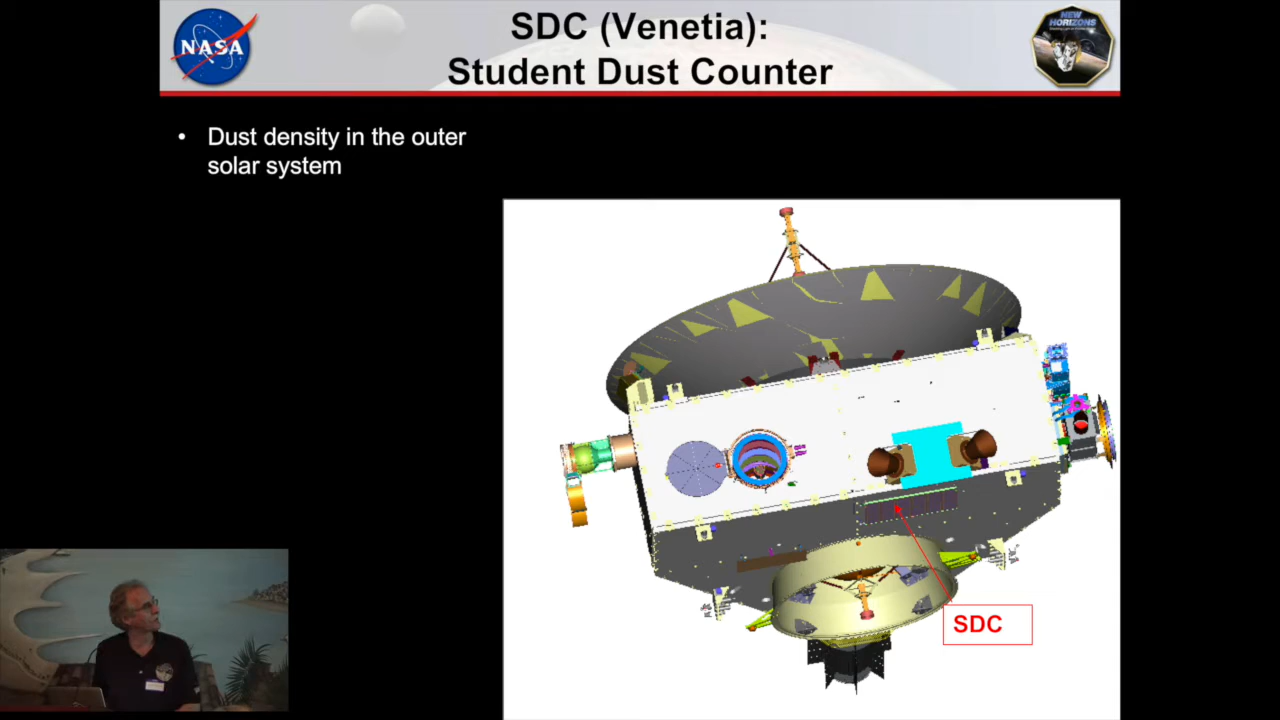 SDC (Venetia):
Student Dust Counter
NASA
NEW
HORIZONS
• Dust density in the outer
solar system
SDC